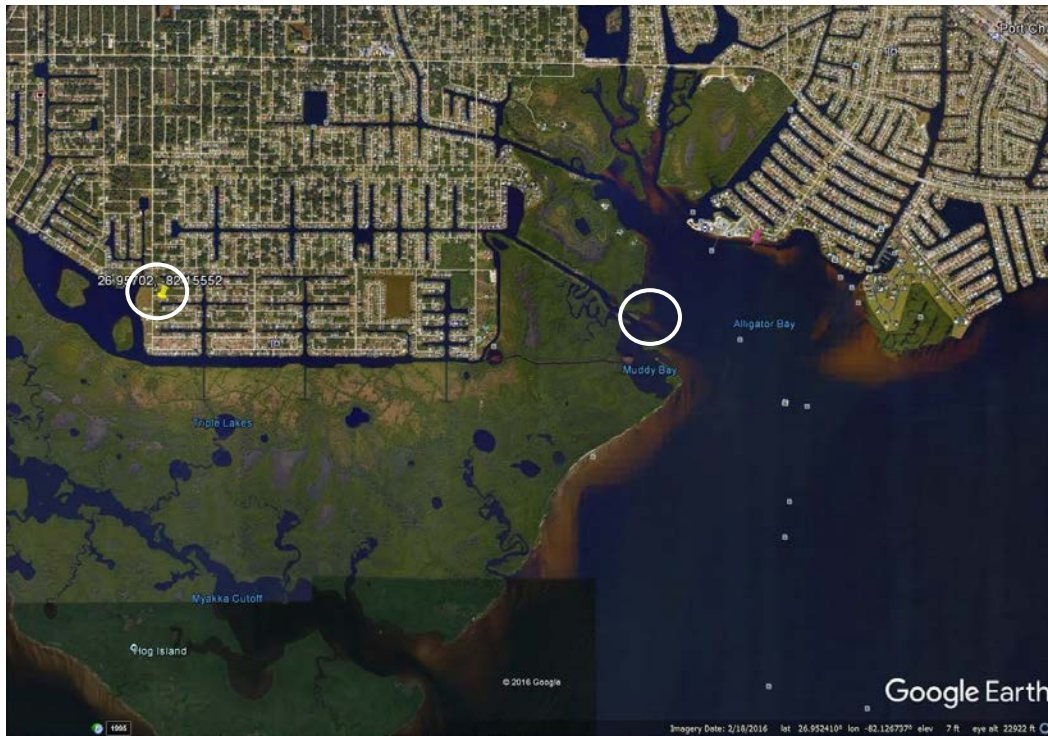 Port Ch
26.95702, -82.15552
Alligator Bay
Muddy Bay
Triple Lakes
Myakka Cutoff
Hog Island
© 2016 Google
Google Earth
1995
Imagery Date: 2/18/2016 lat 26.952410° lon -82.126737° elev 7 ft eye alt 22922 ft